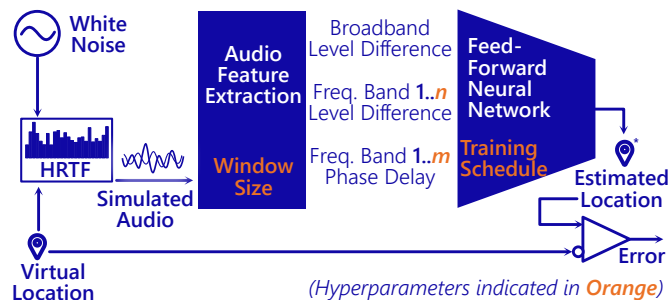 White
Noise
HRTF
Simulated
Audio
Virtual
Location
Audio
Feature
Extraction
Window
Size
Broadband
Level Difference
Freq. Band 1..n
Level Difference
Freq. Band 1..m
Phase Delay
Feed-
Forward
Neural
Network
Training
Schedule
*
Estimated
Location
Error
(Hyperparameters indicated in Orange)